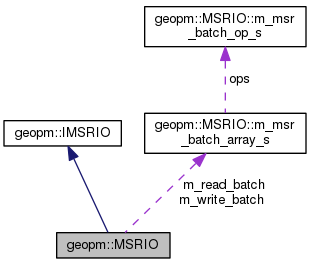 geopm::MSRIO::m_msr
_batch_op_s
ops
geopm::IMSRIO
geopm::MSRIO::m_msr
_batch_array_s
m_read_batch
m_write_batch
geopm::MSRIO